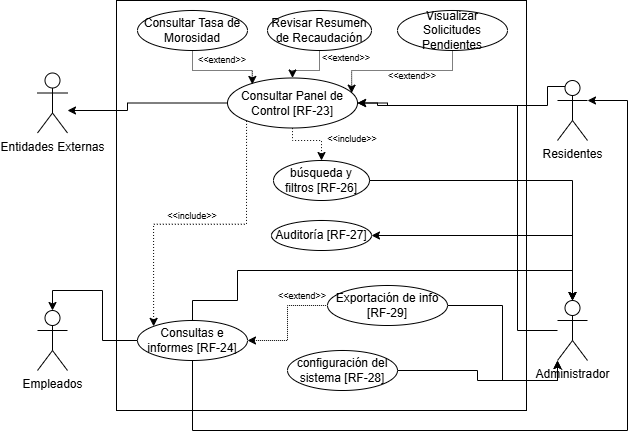 Consultar Tasa de
Morosidad
Revisar Resumen
de Recaudación
Visualizar
Solicitudes
Pendientes
<<extend>>
<<extend>>
<<extend>>
Consultar Panel de
Control [RF-23]
Entidades Externas
Residentes
<<include>>
búsqueda y
filtros [RF-26]
<<include>>
Auditoría [RF-27]
<<extend>>
Exportación de info
[RF-29]
Consultas e
informes [RF-24]
configuración del
sistema [RF-28]
Empleados
Administrador